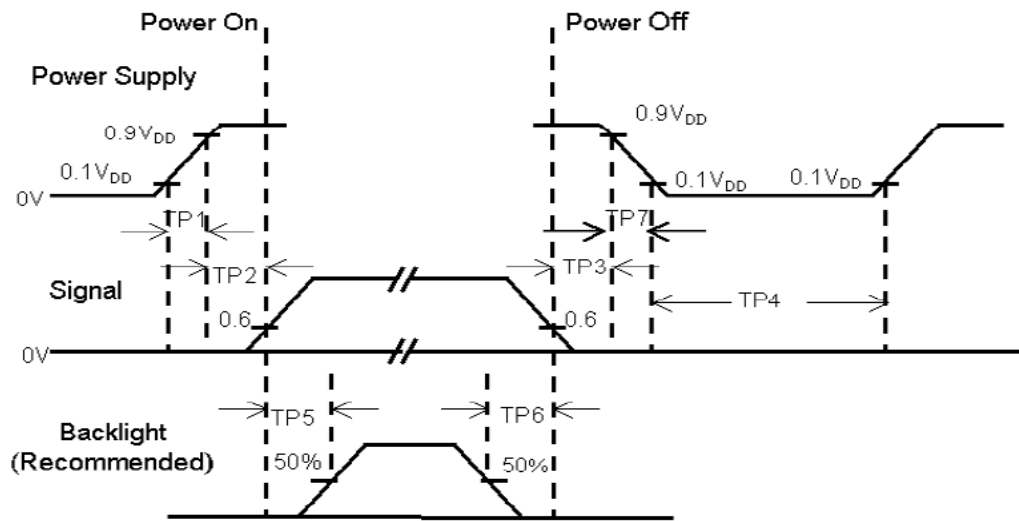 Power On
Power Off
Power Supply
0.9VDD
0.9VDD
0.1VDD
0.1VDD
0.1VDD
0V
TP1
TP7
TP2
TP3
Signal
TP4
0.6
0.6
0V
TP5
TP6
Backlight
(Recommended)
50%
50%